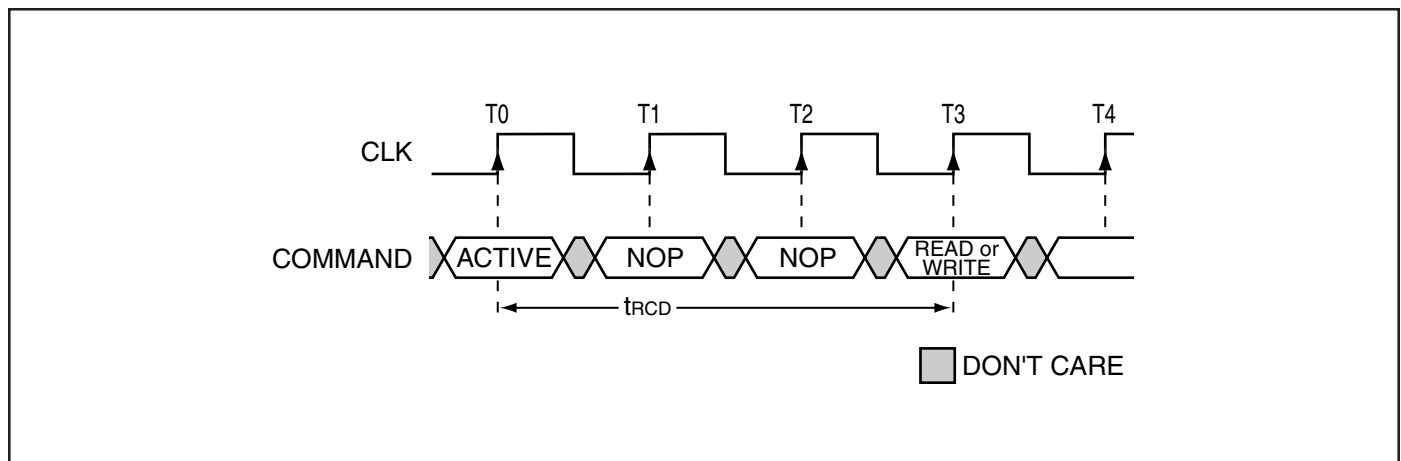 T0 T1 T2 T3 T4
CLK
COMMAND ACTIVE NOP NOP READ or
WRITE
tRCD
DON'T CARE